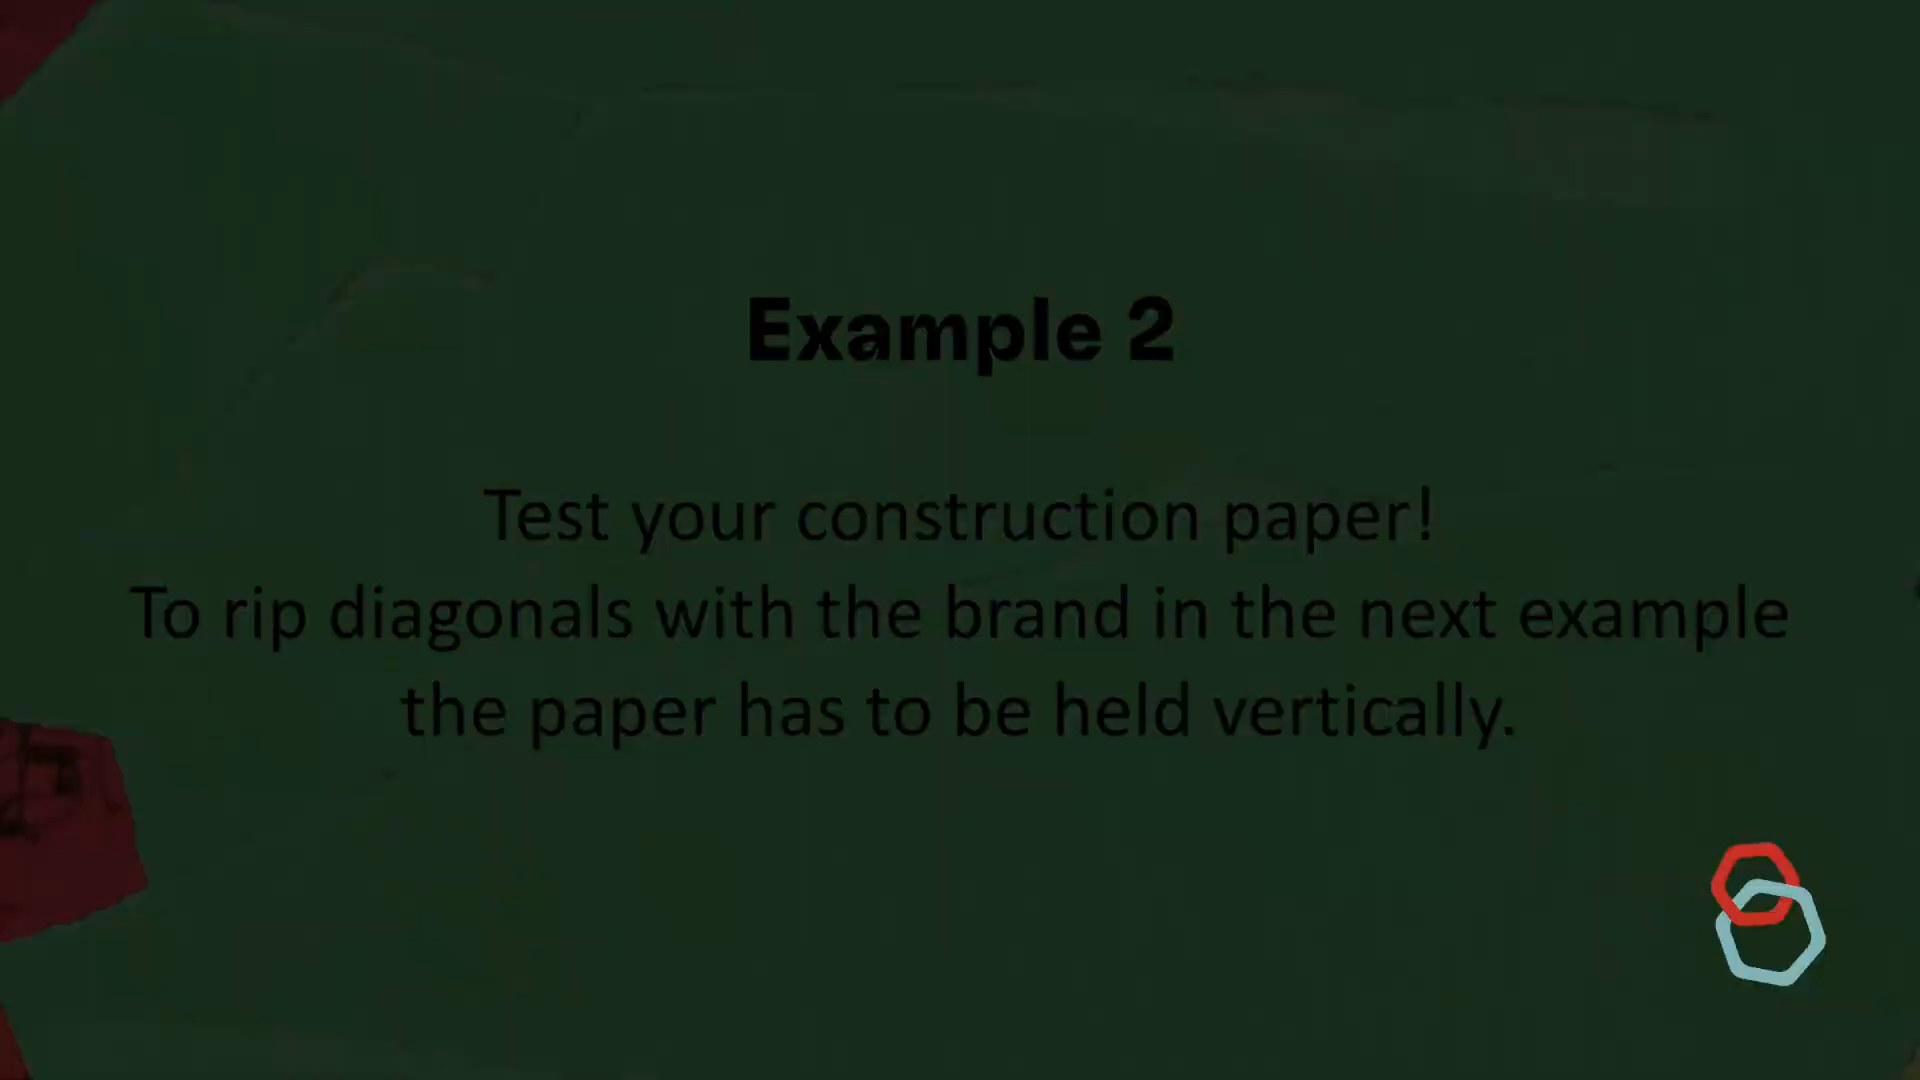 Example 2
Test your construction paper!
To rip diagonals with the brand in the next example
the paper has to be held vertically.